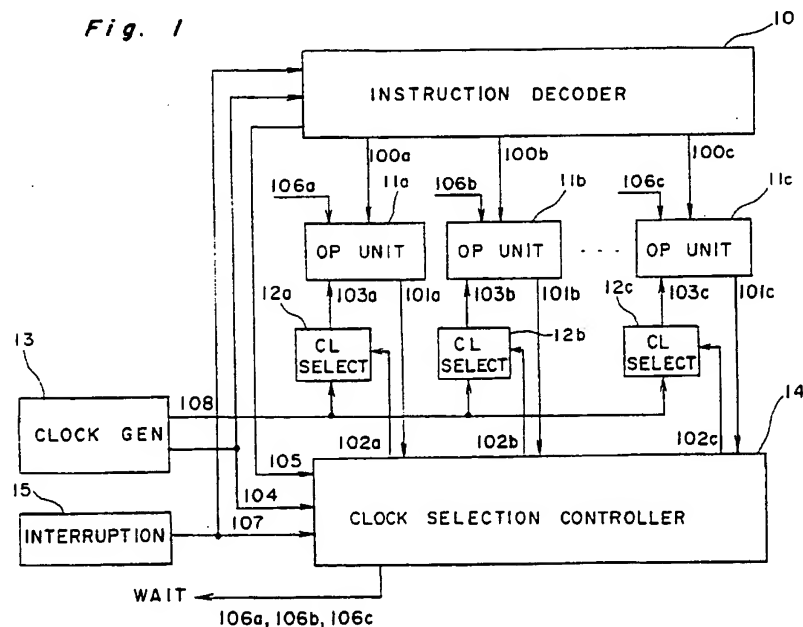 Fig. 1
10
INSTRUCTION DECODER
100a 100b 100c
106a 11a 106b 11b 106c 11c
OP UNIT OP UNIT - - - - OP UNIT
12a 103a 101a 103b 101b 12c 103c 101c
12b
CL SELECT CL SELECT CL SELECT
13
108
CLOCK GEN
102a 102b 102c 14
105
15 104
INTERRUPTION 107 CLOCK SELECTION CONTROLLER
WAIT
106a, 106b, 106c